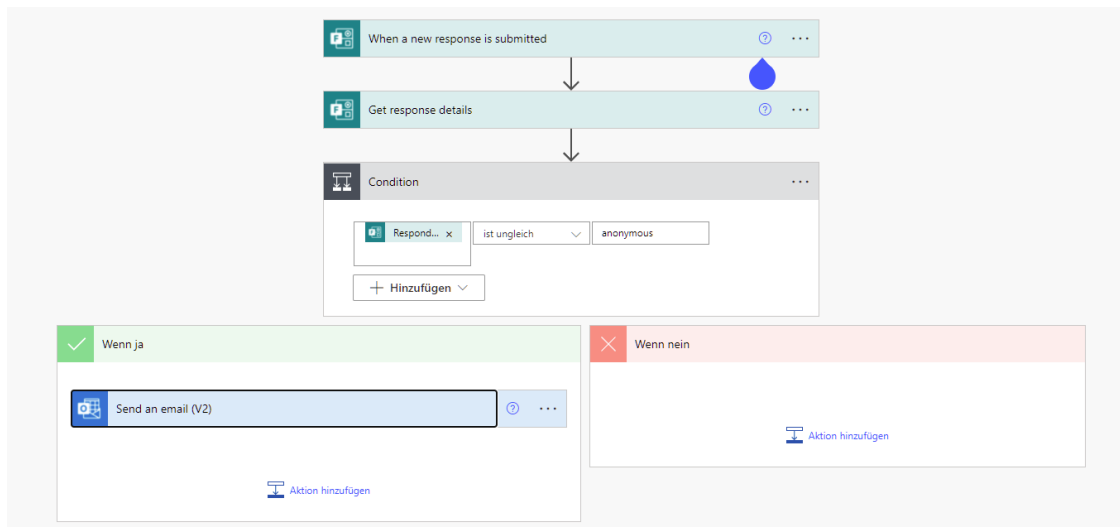 When a new response is submitted
Get response details
Condition
Respond... x ist ungleich anonymous
Hinzufügen
Wenn ja
Wenn nein
Send an email (V2)
Aktion hinzufügen
Aktion hinzufügen